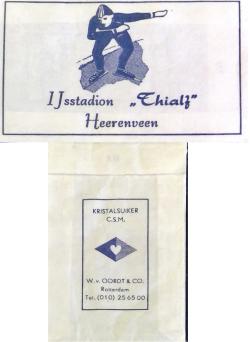 IJsstadion „Thialf"
Heerenveen
KRISTALSUIKER
C.S.M.
W. v. OORDT & CO.
Rotterdam
Tel. (010) 25 65 00